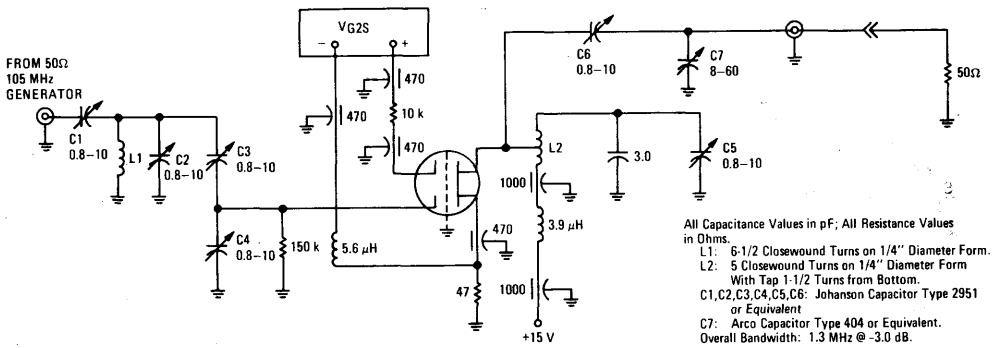 VG2S
− +
FROM 50Ω
105 MHz
GENERATOR
C1
0.8–10
L1
C2
0.8–10
C3
0.8–10
C4
0.8–10
150 k
5.6 μH
470
470
10 k
470
470
47
C6
0.8–10
C7
8–60
50Ω
L2
1000
3.9 μH
1000
+15 V
3.0
C5
0.8–10
All Capacitance Values in pF; All Resistance Values
in Ohms.
L1: 6-1/2 Closewound Turns on 1/4" Diameter Form.
L2: 5 Closewound Turns on 1/4" Diameter Form
With Tap 1-1/2 Turns from Bottom.
C1,C2,C3,C4,C5,C6: Johanson Capacitor Type 2951
or Equivalent
C7: Arco Capacitor Type 404 or Equivalent.
Overall Bandwidth: 1.3 MHz @ -3.0 dB.